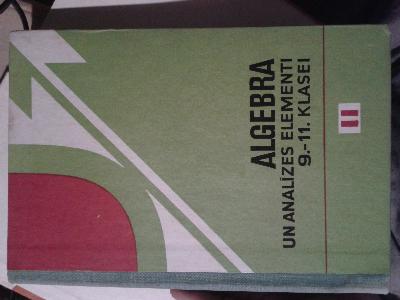 ALGEBRA
UN ANALĪZES ELEMENTI
9.-11. KLASEI
II